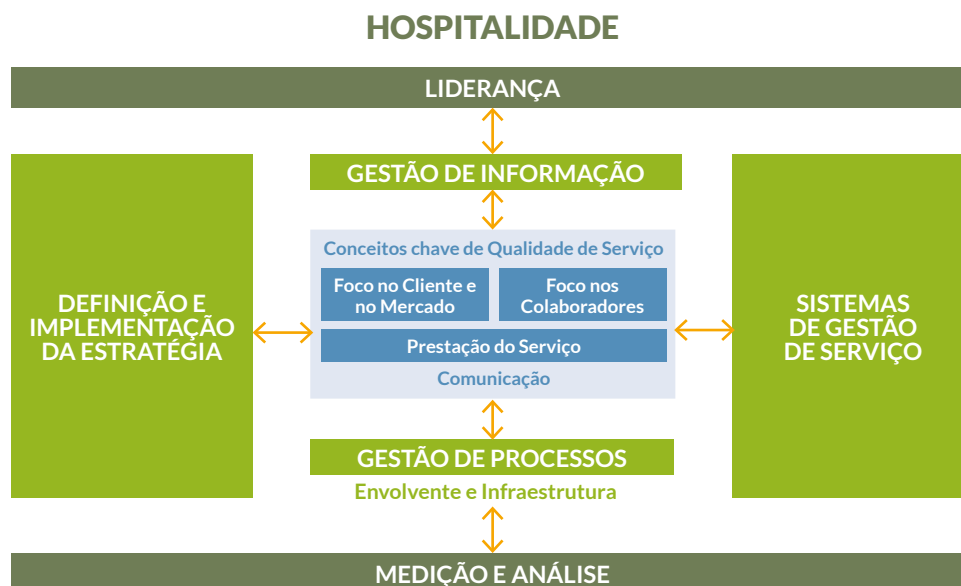 HOSPITALIDADE
LIDERANÇA
GESTÃO DE INFORMAÇÃO
Conceitos chave de Qualidade de Serviço
Foco no Cliente e
no Mercado
Foco nos
Colaboradores
Prestação do Serviço
Comunicação
DEFINIÇÃO E
IMPLEMENTAÇÃO
DA ESTRATÉGIA
SISTEMAS
DE GESTÃO
DE SERVIÇO
GESTÃO DE PROCESSOS
Envolvente e Infraestrutura
MEDIÇÃO E ANÁLISE